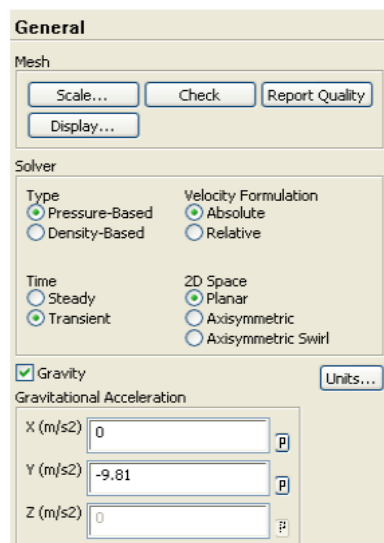 General
Mesh
Scale... Check Report Quality
Display...
Solver
Type Velocity Formulation
Pressure-Based Absolute
Density-Based Relative
Time 2D Space
Steady Planar
Transient Axisymmetric
Axisymmetric Swirl
Gravity Units...
Gravitational Acceleration
X (m/s2) 0 P
Y (m/s2) -9.81 P
Z (m/s2) 0 P